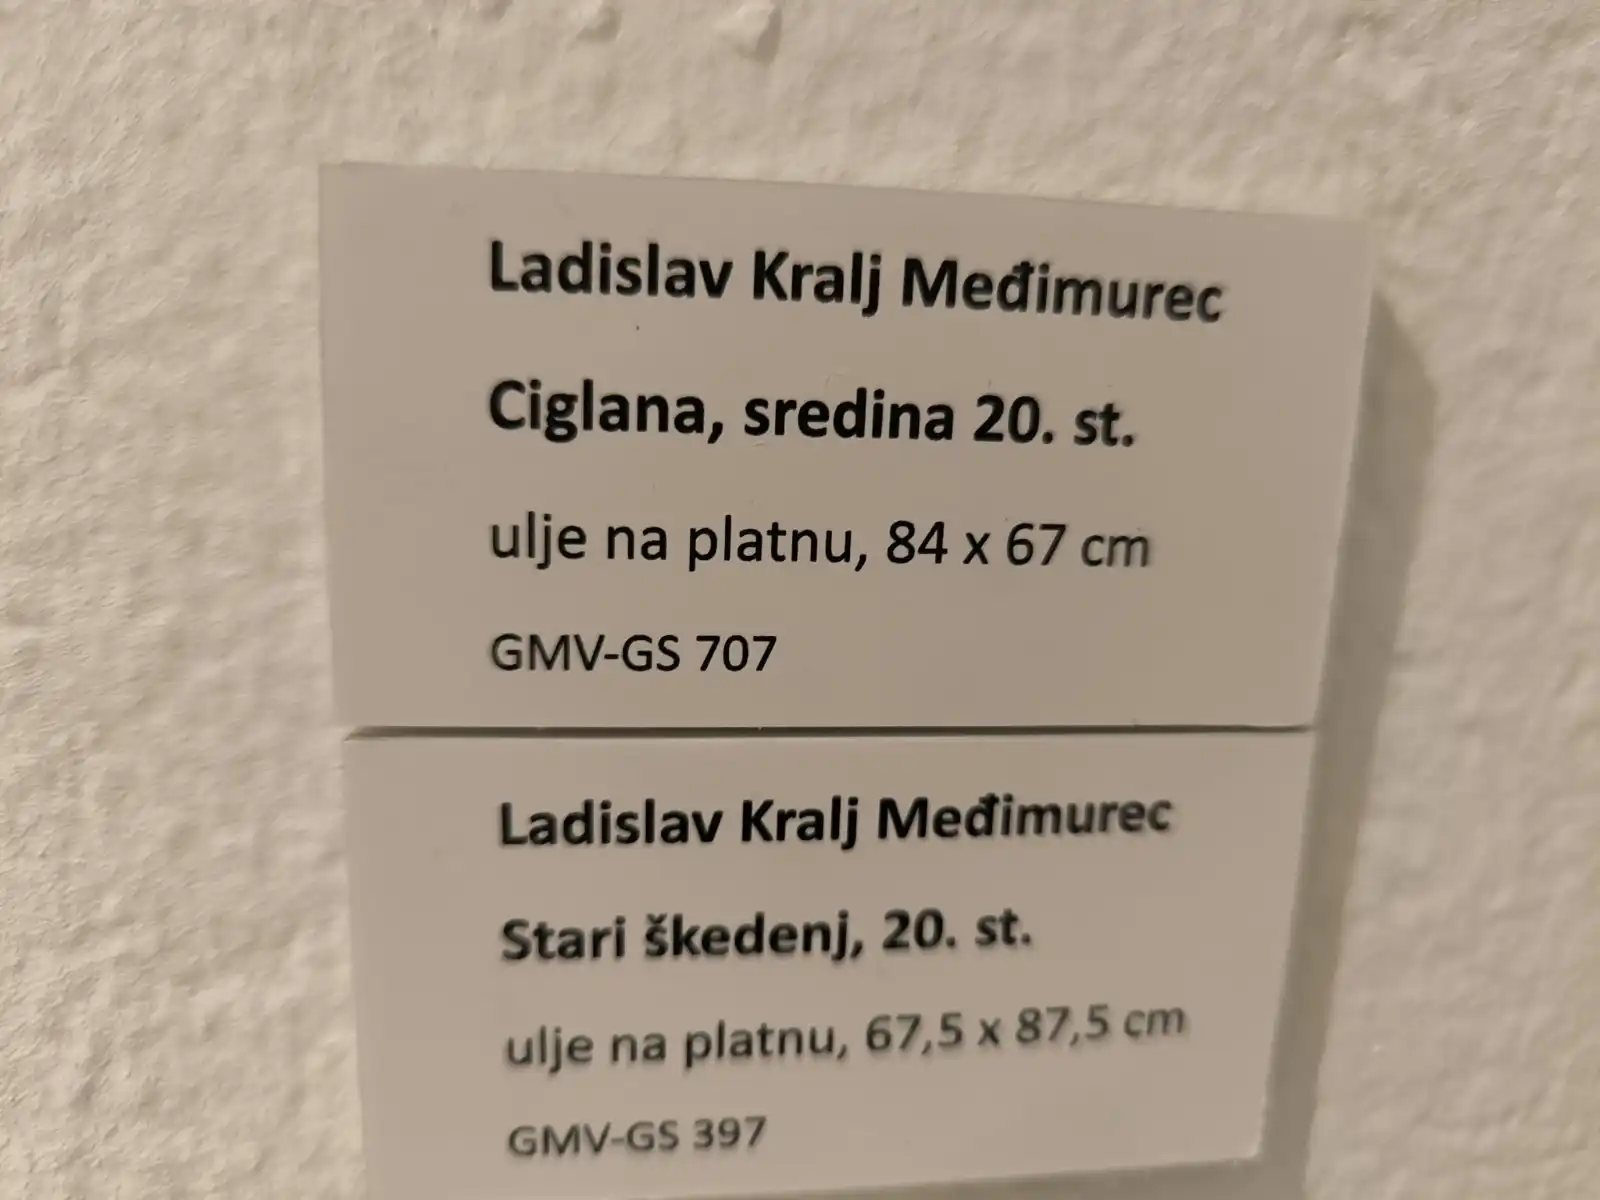 Ladislav Kralj Međimurec
Ciglana, sredina 20. st.
ulje na platnu, 84 x 67 cm
GMV-GS 707
Ladislav Kralj Međimurec
Stari škedenj, 20. st.
ulje na platnu, 67,5 x 87,5 cm
GMV-GS 397